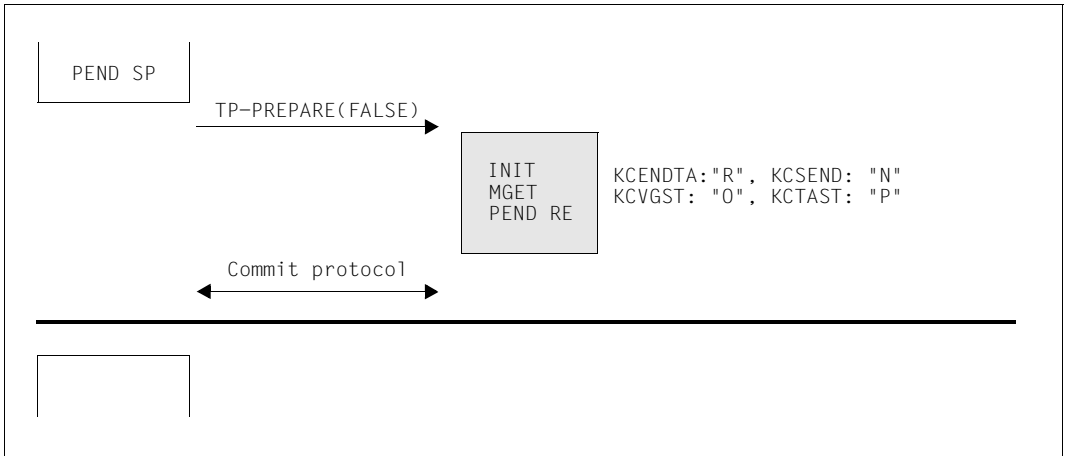 PEND SP
TP-PREPARE(FALSE)
INIT
MGET
PEND RE
KCENDTA:"R", KCSEND: "N"
KCVGST: "O", KCTAST: "P"
Commit protocol